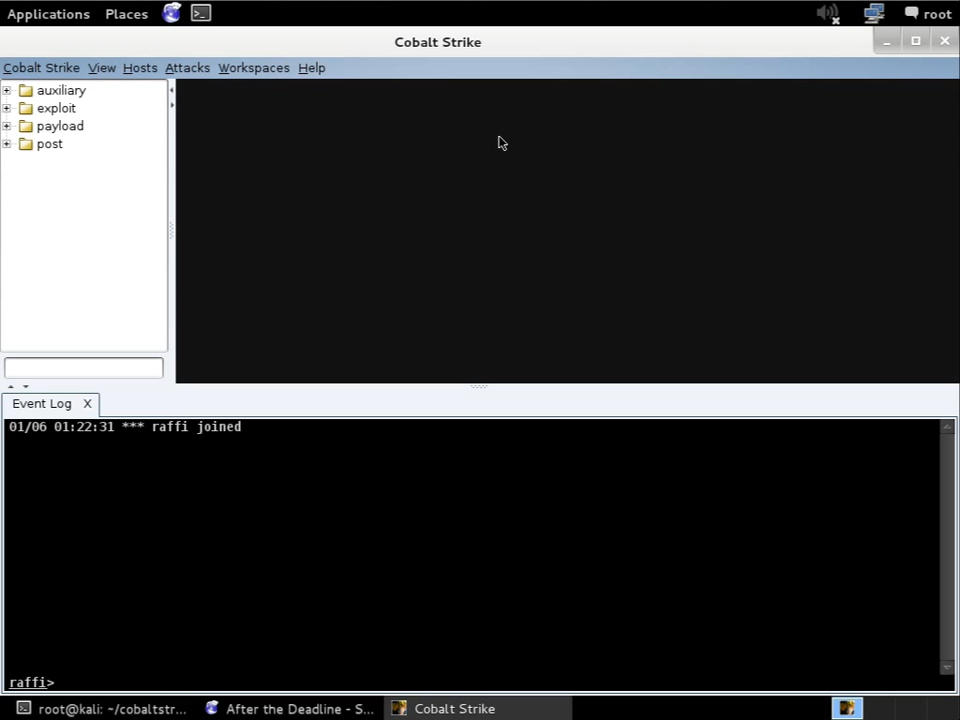 Applications Places root
Cobalt Strike
Cobalt Strike View Hosts Attacks Workspaces Help
auxiliary
exploit
payload
post
Event Log X
01/06 01:22:31 *** raffi joined
raffi>
root@kali: ~/cobaltstr... After the Deadline - S... Cobalt Strike